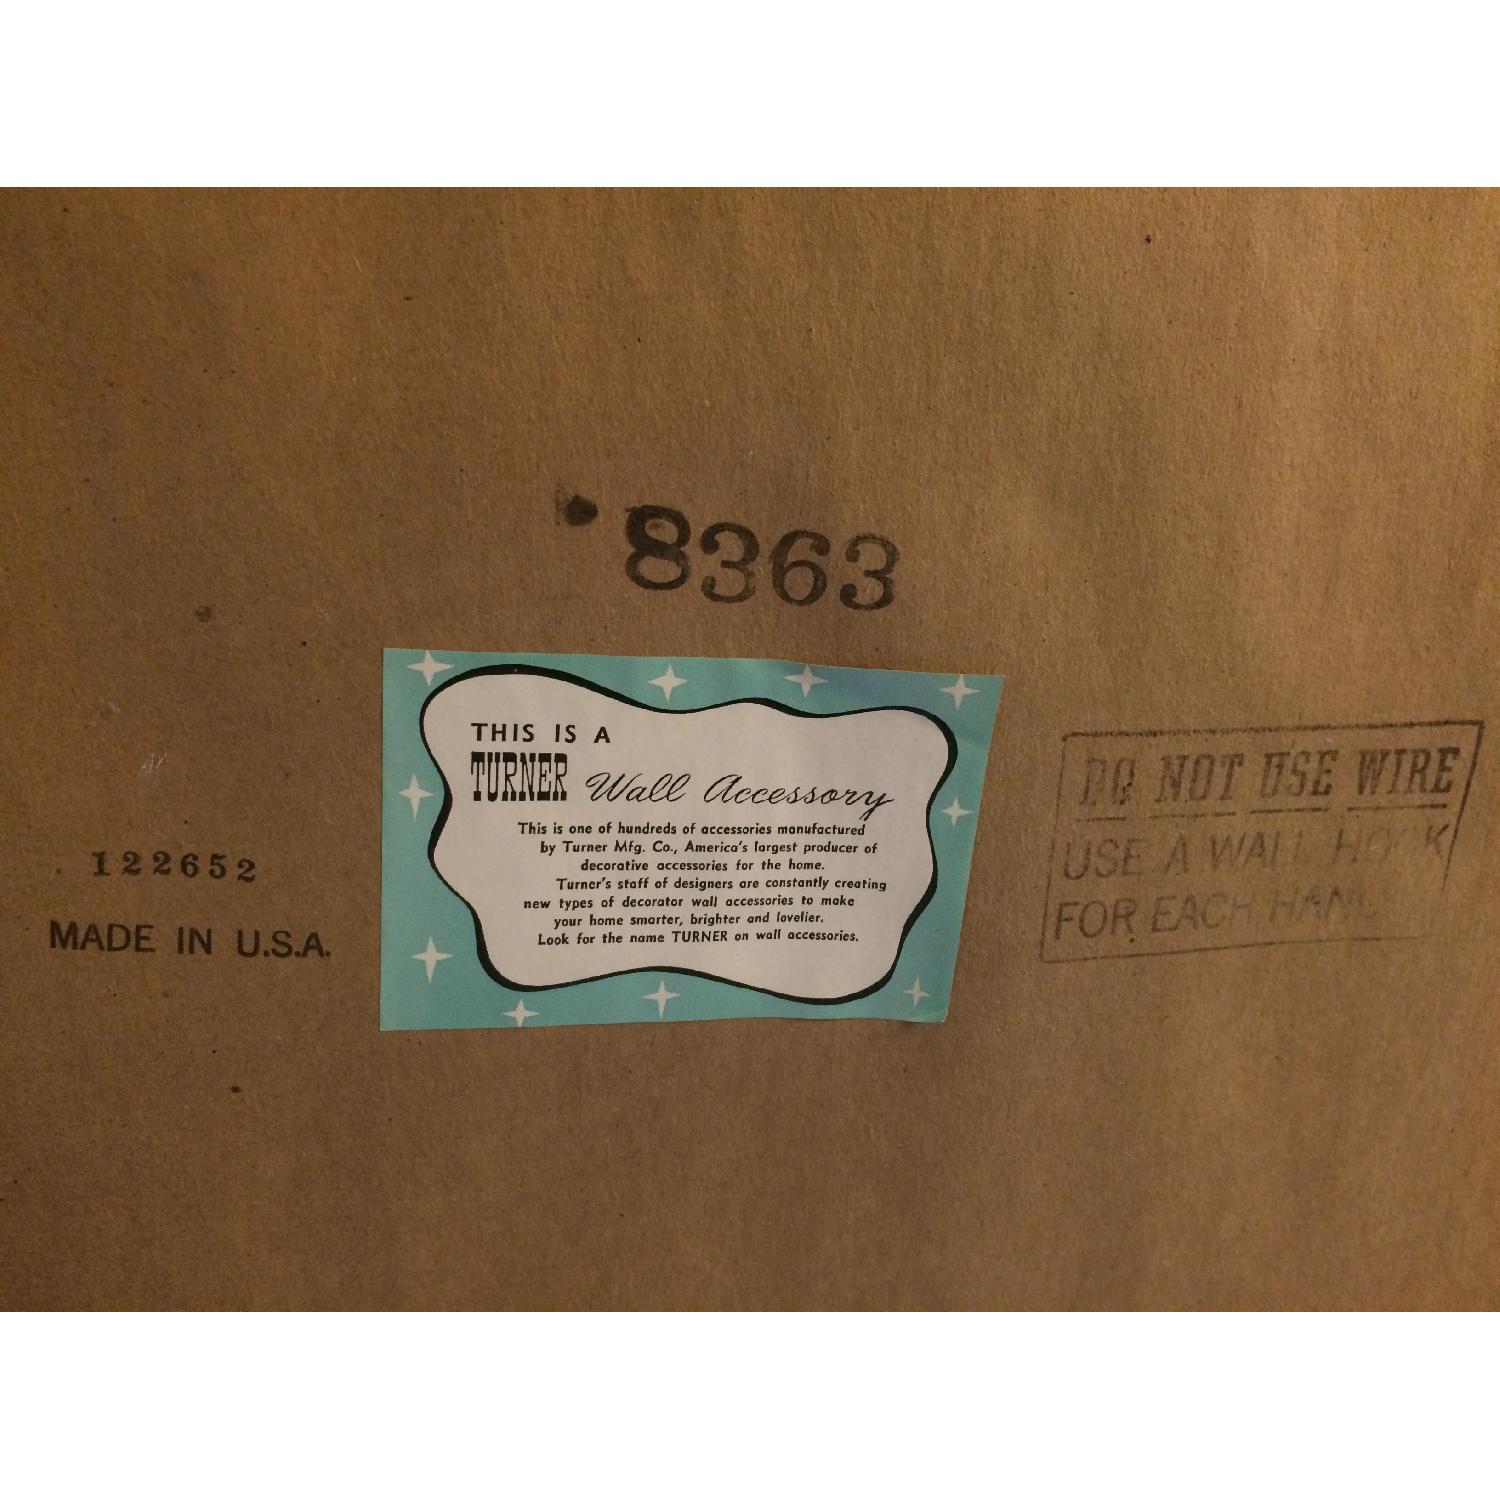 8363
THIS IS A
TURNER Wall Accessory
This is one of hundreds of accessories manufactured
by Turner Mfg. Co., America's largest producer of
decorative accessories for the home.
Turner's staff of designers are constantly creating
new types of decorator wall accessories to make
your home smarter, brighter and lovelier.
Look for the name TURNER on wall accessories.
122652
MADE IN U.S.A.
DO NOT USE WIRE
USE A WALL HOOK
FOR EACH